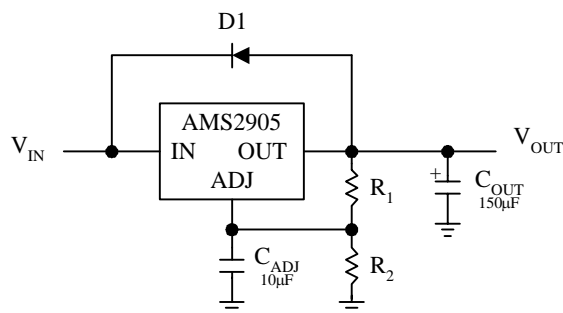 D1
AMS2905
V_IN
IN OUT
V_OUT
ADJ
R_1
+
C_OUT
150µF
C_ADJ
10µF
R_2